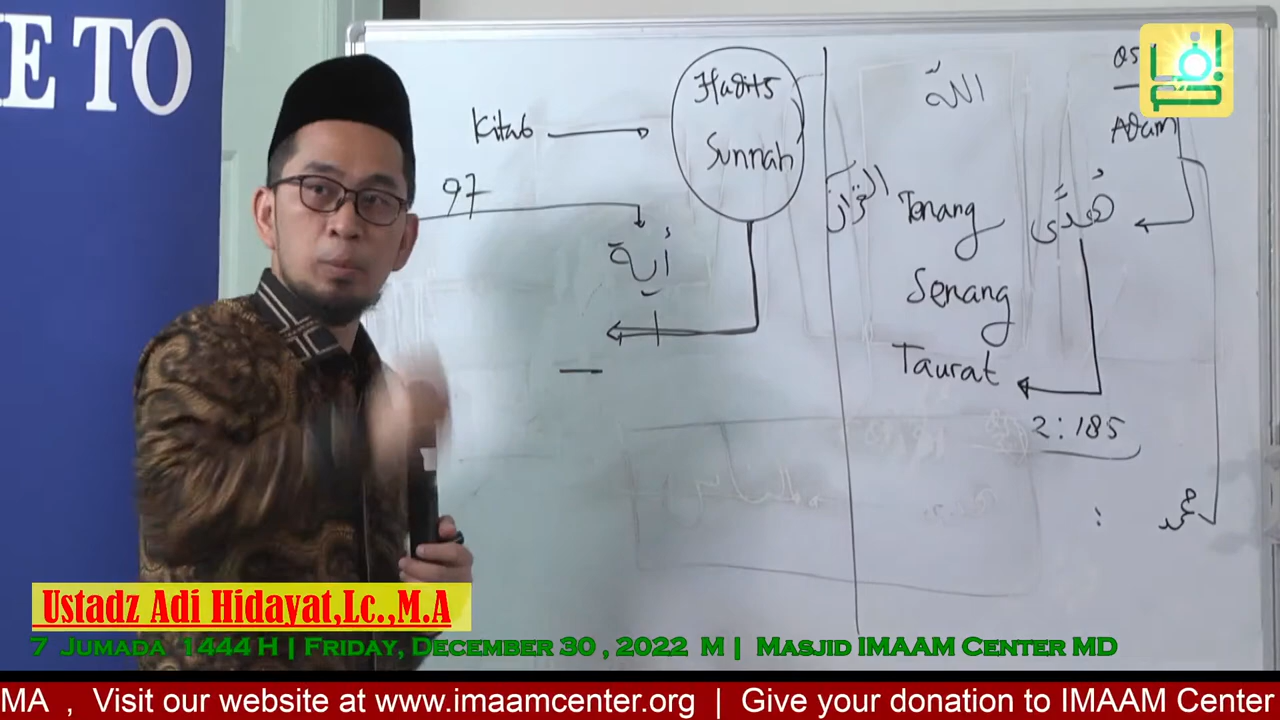 E TO
Kitab
Hadits
Sunnah
97
أية
الله
القرآن
Adam
هدًى
Tenang
Senang
Taurat
2:185
محمد :
Ustadz Adi Hidayat,Lc.,M.A
7 Jumada 1444 H | Friday, December 30 , 2022 M | Masjid IMAAM Center MD
MA , Visit our website at www.imaamcenter.org | Give your donation to IMAAM Center